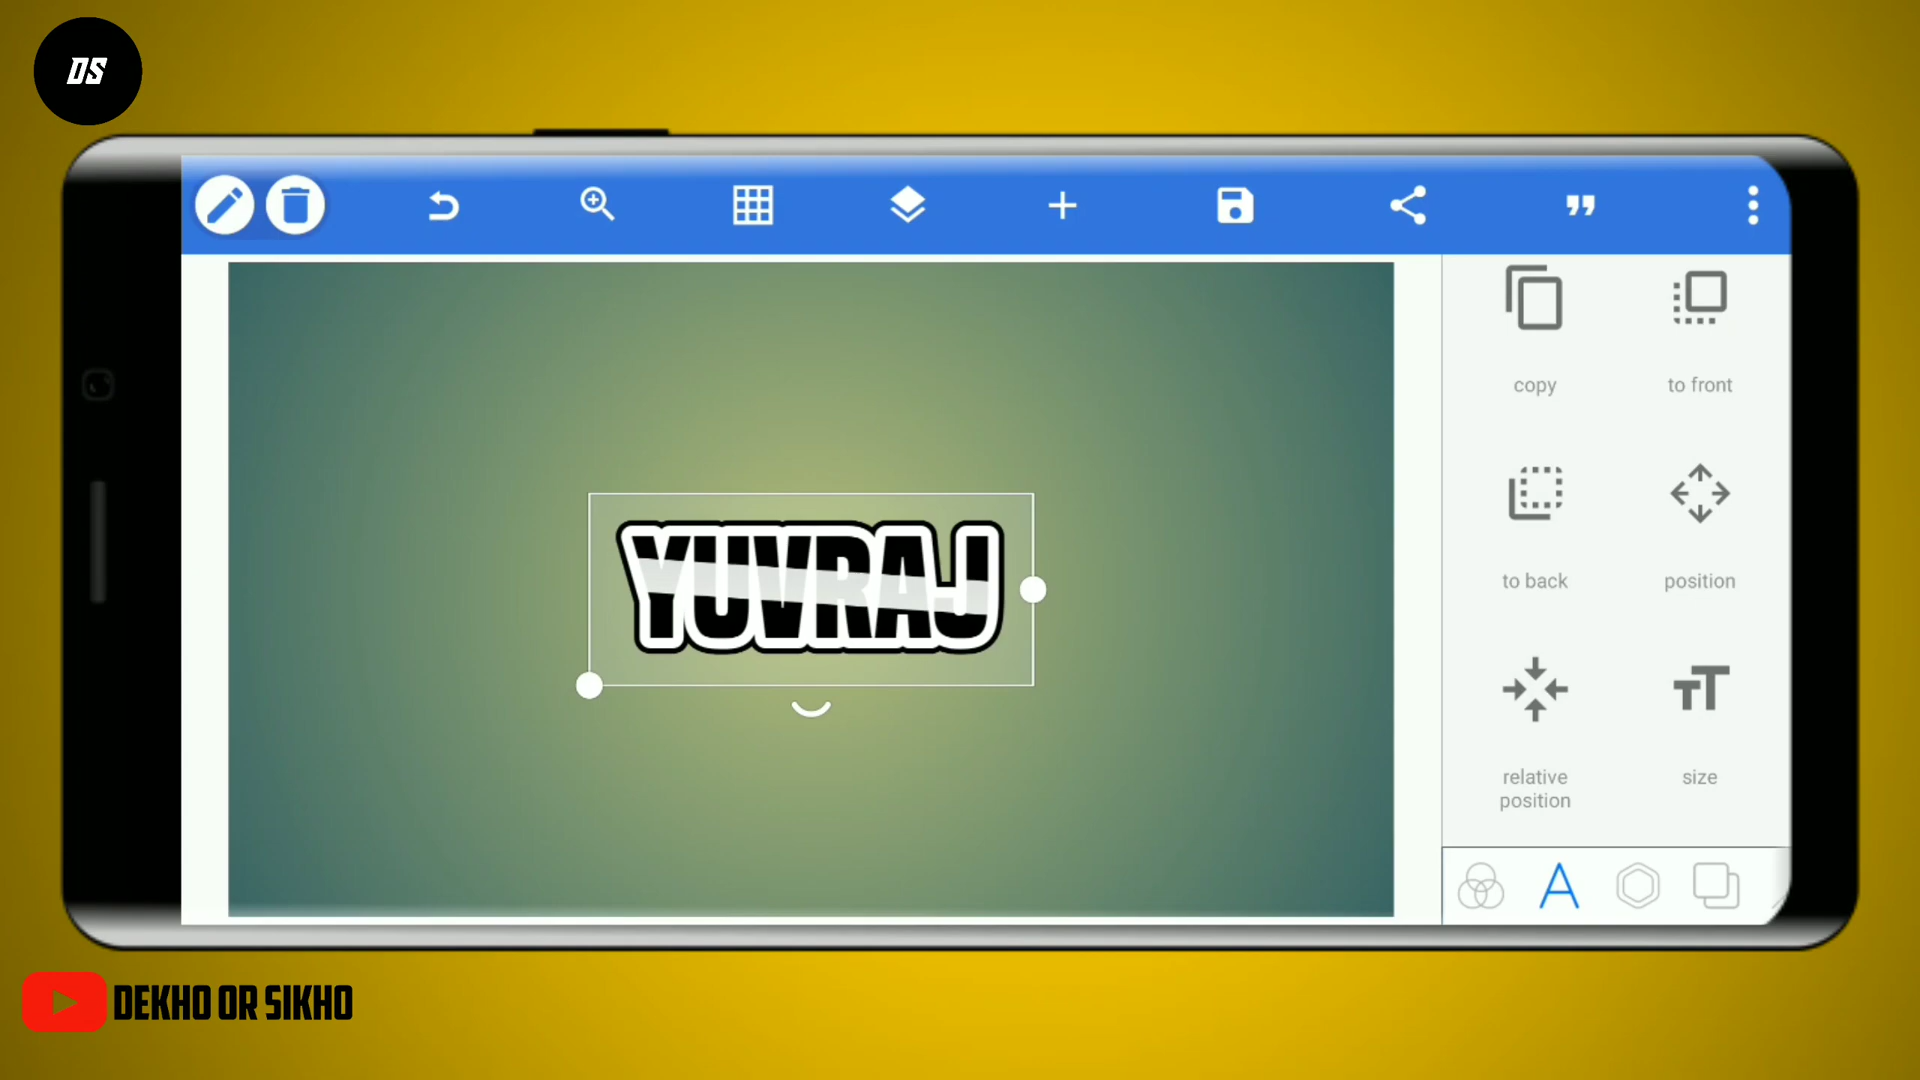 DS
copy
to front
YUVRAJ
to back
position
relative
position
size
DEKHO OR SIKHO